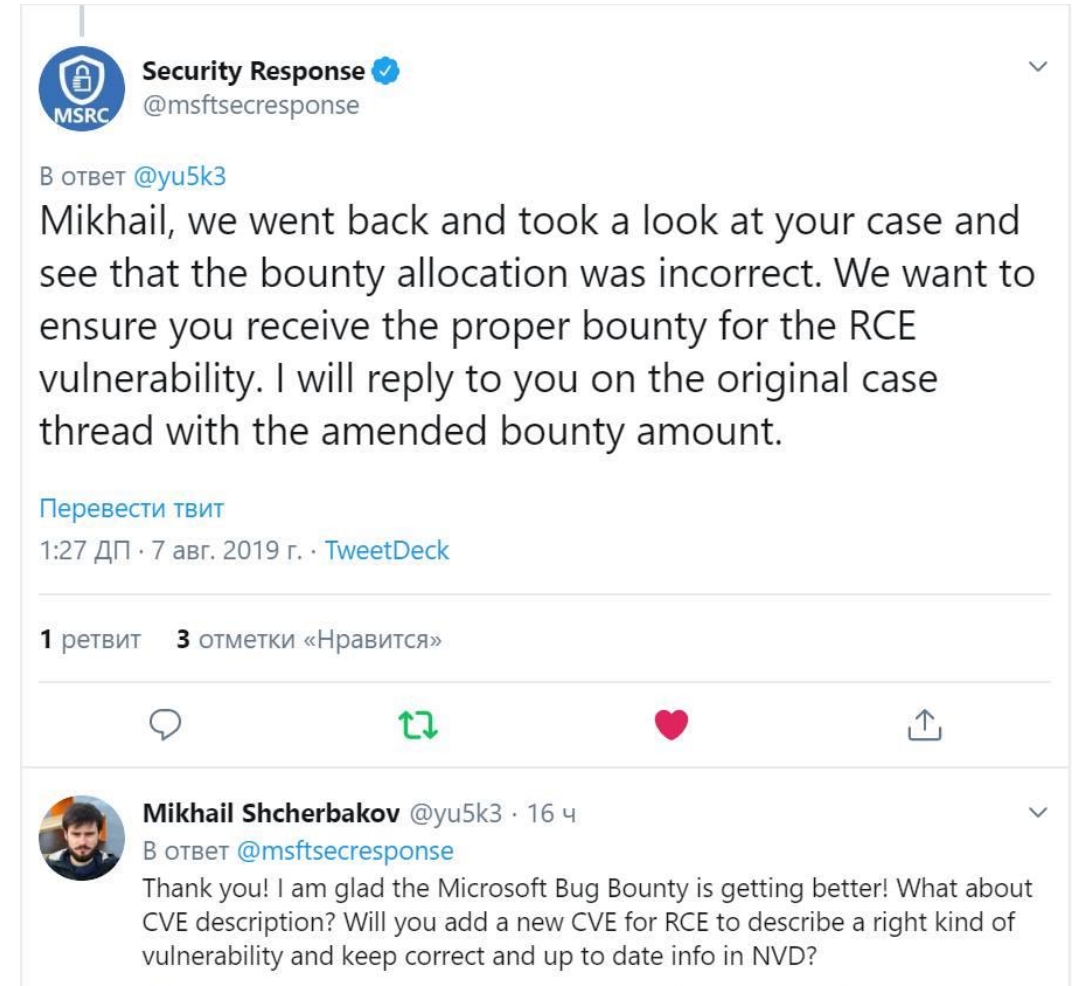 MSRC
Security Response
@msftsecresponse
В ответ @yu5k3
Mikhail, we went back and took a look at your case and
see that the bounty allocation was incorrect. We want to
ensure you receive the proper bounty for the RCE
vulnerability. I will reply to you on the original case
thread with the amended bounty amount.
Перевести твит
1:27 ДП · 7 авг. 2019 г. · TweetDeck
1 ретвит 3 отметки «Нравится»
Mikhail Shcherbakov @yu5k3 · 16 ч
В ответ @msftsecresponse
Thank you! I am glad the Microsoft Bug Bounty is getting better! What about
CVE description? Will you add a new CVE for RCE to describe a right kind of
vulnerability and keep correct and up to date info in NVD?